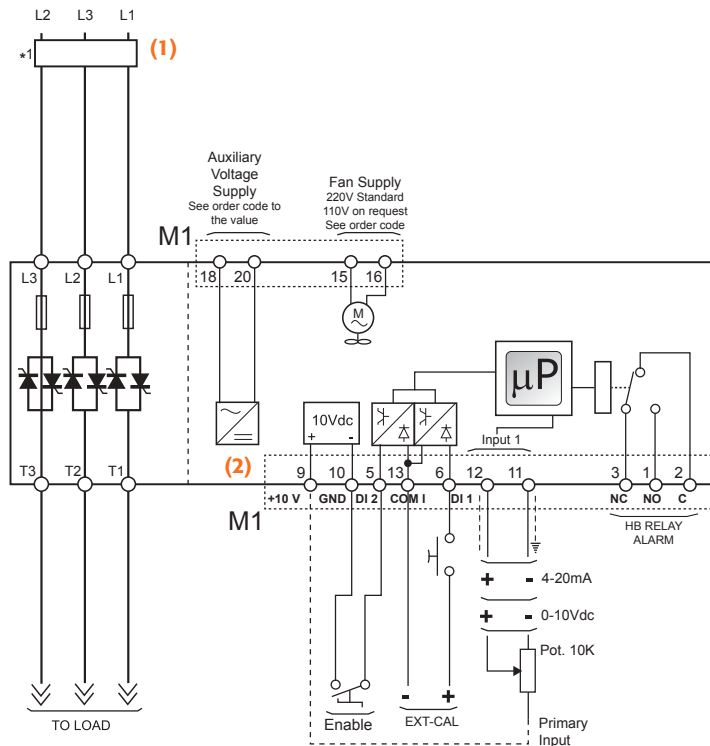 L2 L3 L1
*1 (1)
Auxiliary
Voltage
Supply
See order code to
the value
Fan Supply
220V Standard
110V on request
See order code
M1
L3 L2 L1
18 20 15 16
M
µP
10Vdc
+ -
Input 1
(2)
T3 T2 T1
9 10 5 13 6 12 11 3 1 2
+10 V GND DI 2 COM I DI 1 NC NO C
M1
HB RELAY
ALARM
+ - 4-20mA
+ - 0-10Vdc
Pot. 10K
- +
TO LOAD
Enable
EXT-CAL
Primary
Input